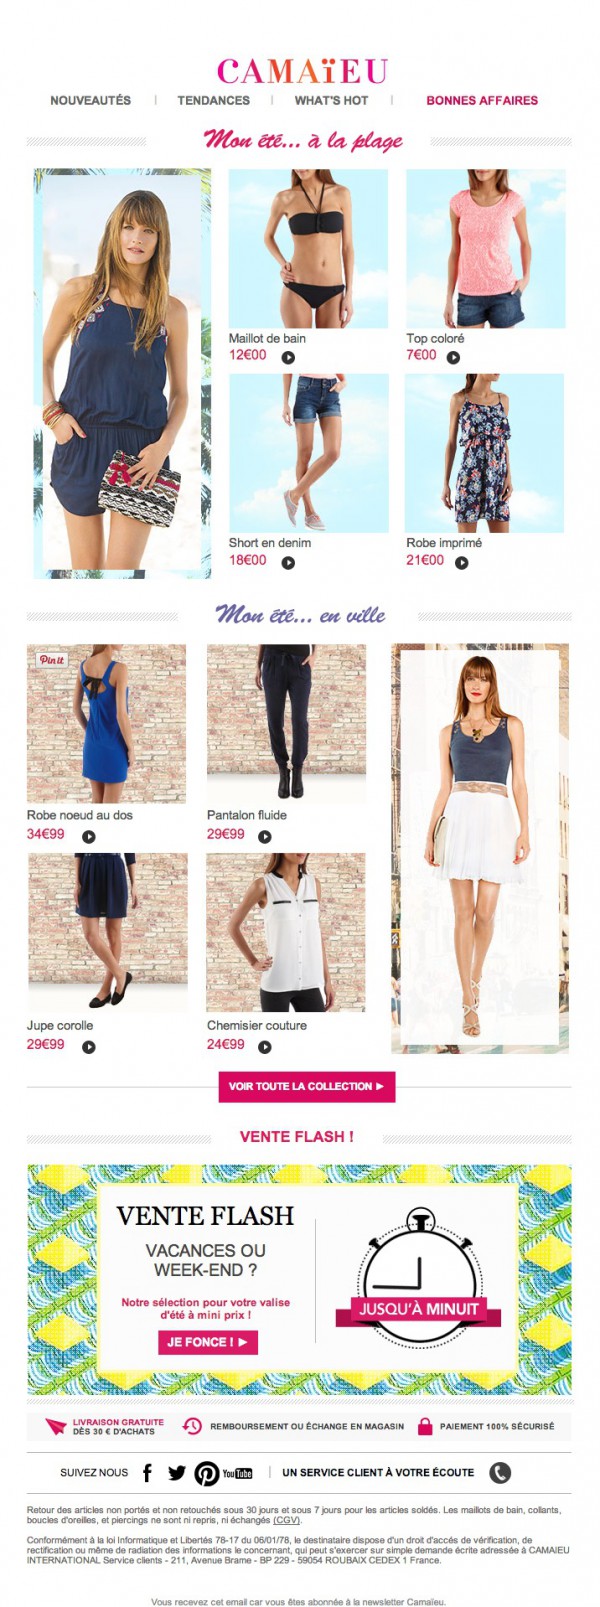 CAMAïEU
NOUVEAUTÉS | TENDANCES | WHAT'S HOT | BONNES AFFAIRES
Mon été... à la plage
Maillot de bain
12€00
Top coloré
7€00
Short en denim
18€00
Robe imprimé
21€00
Mon été... en ville
Pin it
Robe noeud au dos
34€99
Pantalon fluide
29€99
Jupe corolle
29€99
Chemisier couture
24€99
VOIR TOUTE LA COLLECTION
VENTE FLASH !
VENTE FLASH
VACANCES OU
WEEK-END ?
Notre sélection pour votre valise
d'été à mini prix !
JE FONCE !
JUSQU'À MINUIT
LIVRAISON GRATUITE
DÈS 30 € D'ACHATS
REMBOURSEMENT OU ÉCHANGE EN MAGASIN
PAIEMENT 100% SÉCURISÉ
SUIVEZ NOUS
You Tube
UN SERVICE CLIENT À VOTRE ÉCOUTE
Retour des articles non portés et non retouchés sous 30 jours et sous 7 jours pour les articles soldés. Les maillots de bain, collants,
boucles d'oreilles, et piercings ne sont ni repris, ni échangés (CGV).
Conformément à la loi Informatique et Libertés 78-17 du 06/01/78, le destinataire dispose d'un droit d'accés de vérification, de
rectification ou même de radiation des informations le concernant, qui peut s'exercer sur simple demande écrite adressée à CAMAIEU
INTERNATIONAL Service clients - 211, Avenue Brame - BP 229 - 59054 ROUBAIX CEDEX 1 France.
Vous recevez cet email car vous êtes abonnée à la newsletter Camaïeu.